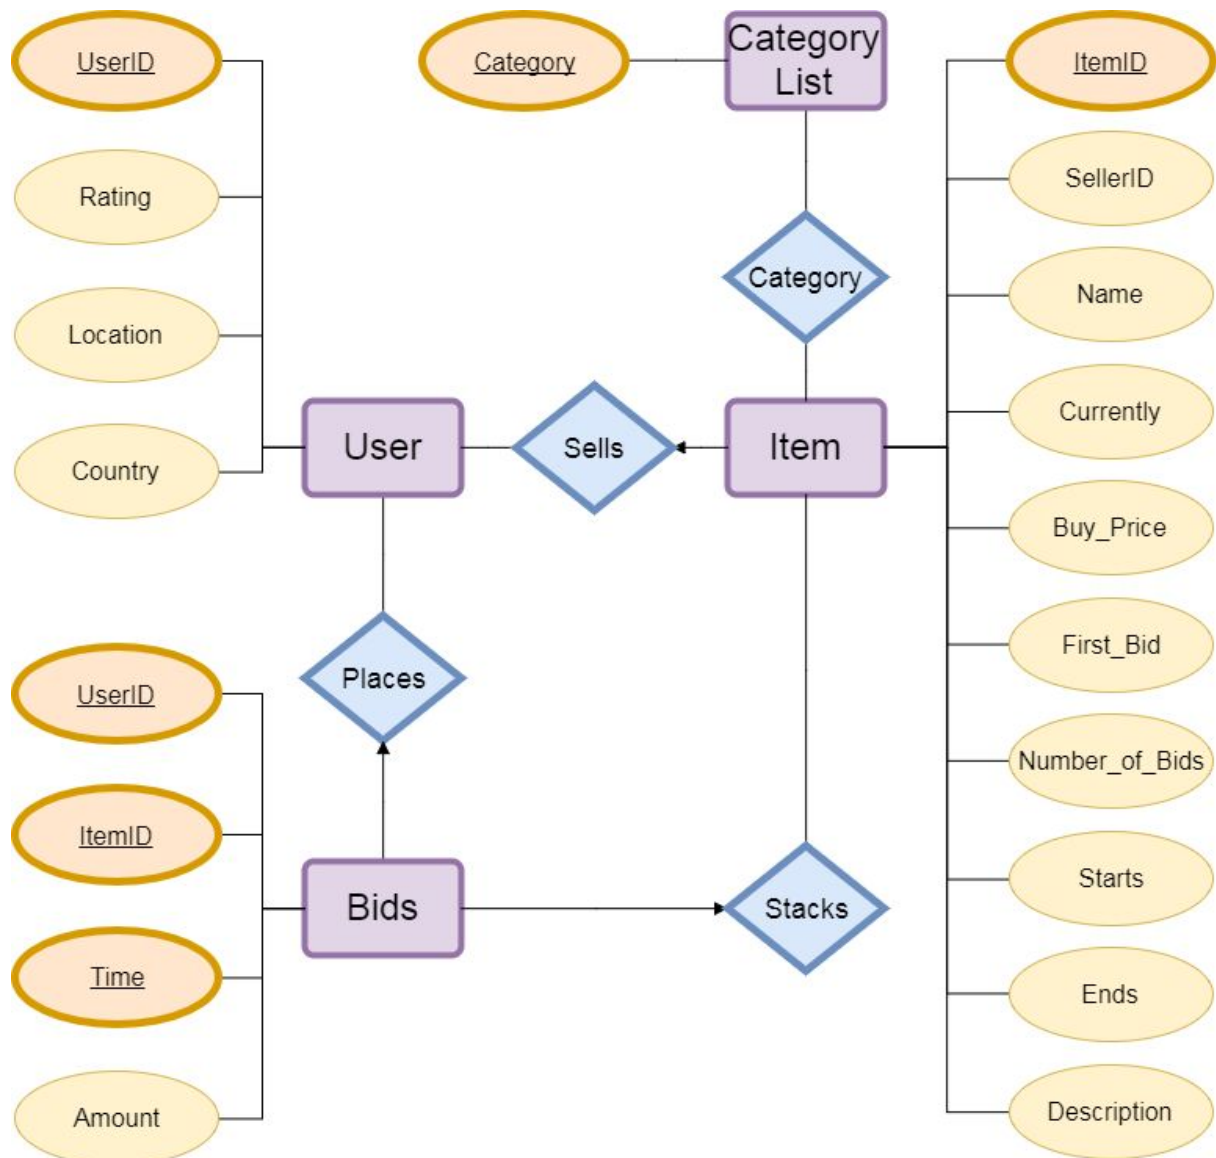 UserID
Category
Category
List
ItemID
Rating
SellerID
Location
Category
Name
Country
User
Sells
Item
Currently
Buy_Price
First_Bid
UserID
Places
Number_of_Bids
ItemID
Starts
Bids
Stacks
Time
Ends
Amount
Description